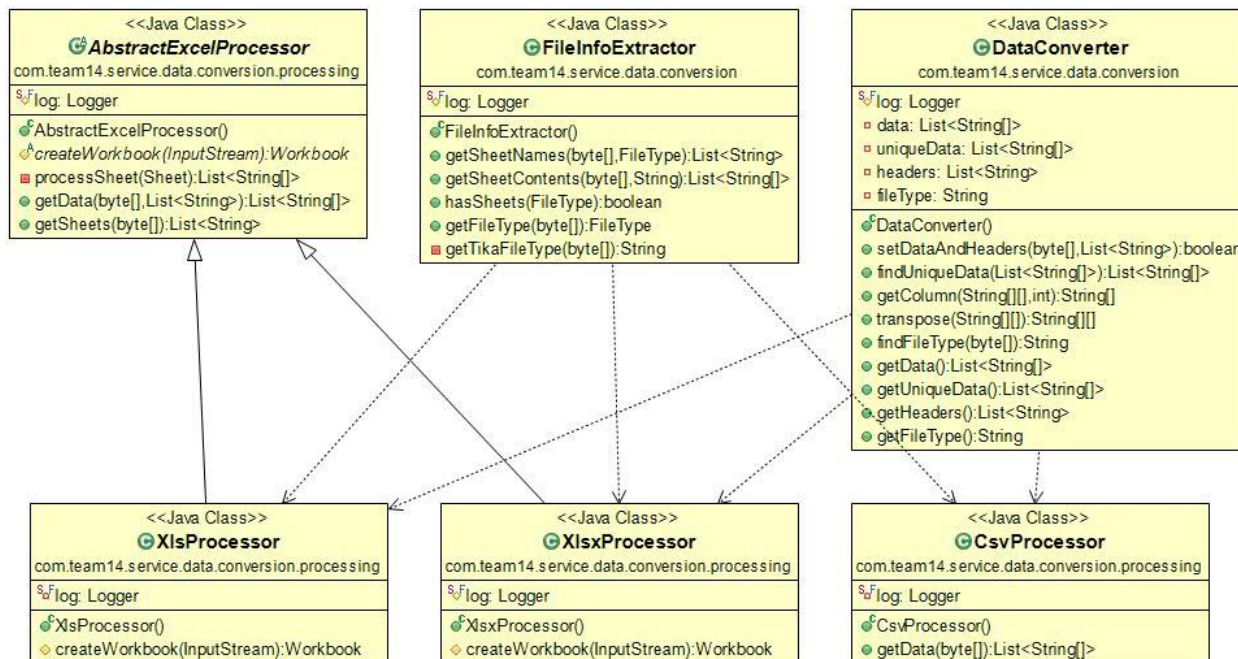 <<Java Class>>
AbstractExcelProcessor
com.team14.service.data.conversion.processing
log: Logger
AbstractExcelProcessor()
createWorkbook(InputStream):Workbook
processSheet(Sheet):List<String[]>
getData(byte[],List<String>):List<String[]>
getSheets(byte[]):List<String>
<<Java Class>>
FileInfoExtractor
com.team14.service.data.conversion
log: Logger
FileInfoExtractor()
getSheetNames(byte[],FileType):List<String>
getSheetContents(byte[],String):List<String[]>
hasSheets(FileType):boolean
getFileType(byte[]):FileType
getTikaFileType(byte[]):String
<<Java Class>>
DataConverter
com.team14.service.data.conversion
log: Logger
data: List<String[]>
uniqueData: List<String[]>
headers: List<String>
fileType: String
DataConverter()
setDataAndHeaders(byte[],List<String>):boolean
findUniqueData(List<String[]>):List<String[]>
getColumn(String[][],int):String[]
transpose(String[][]):String[][]
findFileType(byte[]):String
getData():List<String[]>
getUniqueData():List<String[]>
getHeaders():List<String>
getFileType():String
<<Java Class>>
XlsProcessor
com.team14.service.data.conversion.processing
log: Logger
XlsProcessor()
createWorkbook(InputStream):Workbook
<<Java Class>>
XlsxProcessor
com.team14.service.data.conversion.processing
log: Logger
XlsxProcessor()
createWorkbook(InputStream):Workbook
<<Java Class>>
CsvProcessor
com.team14.service.data.conversion.processing
log: Logger
CsvProcessor()
getData(byte[]):List<String[]>